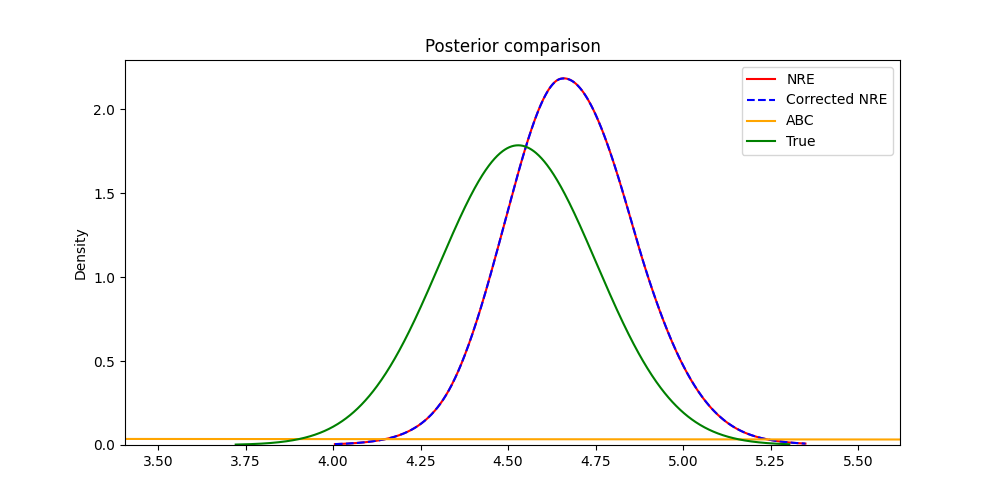 Posterior comparison
NRE
Corrected NRE
ABC
True
Density
2.0
1.5
1.0
0.5
0.0
3.50 3.75 4.00 4.25 4.50 4.75 5.00 5.25 5.50